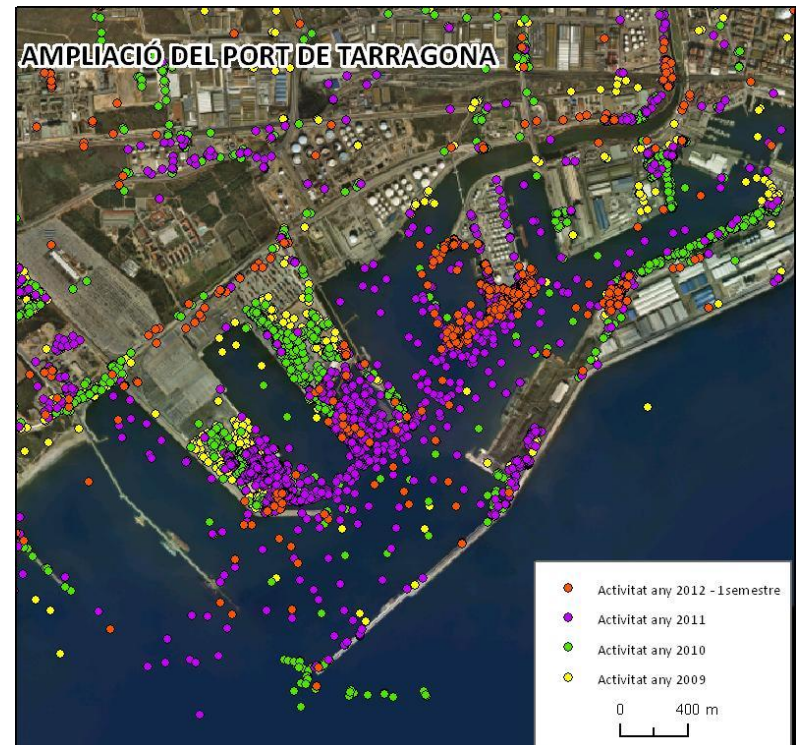 AMPLIACIÓ DEL PORT DE TARRAGONA
Activitat any 2012 - 1semestre
Activitat any 2011
Activitat any 2010
Activitat any 2009
0 400 m